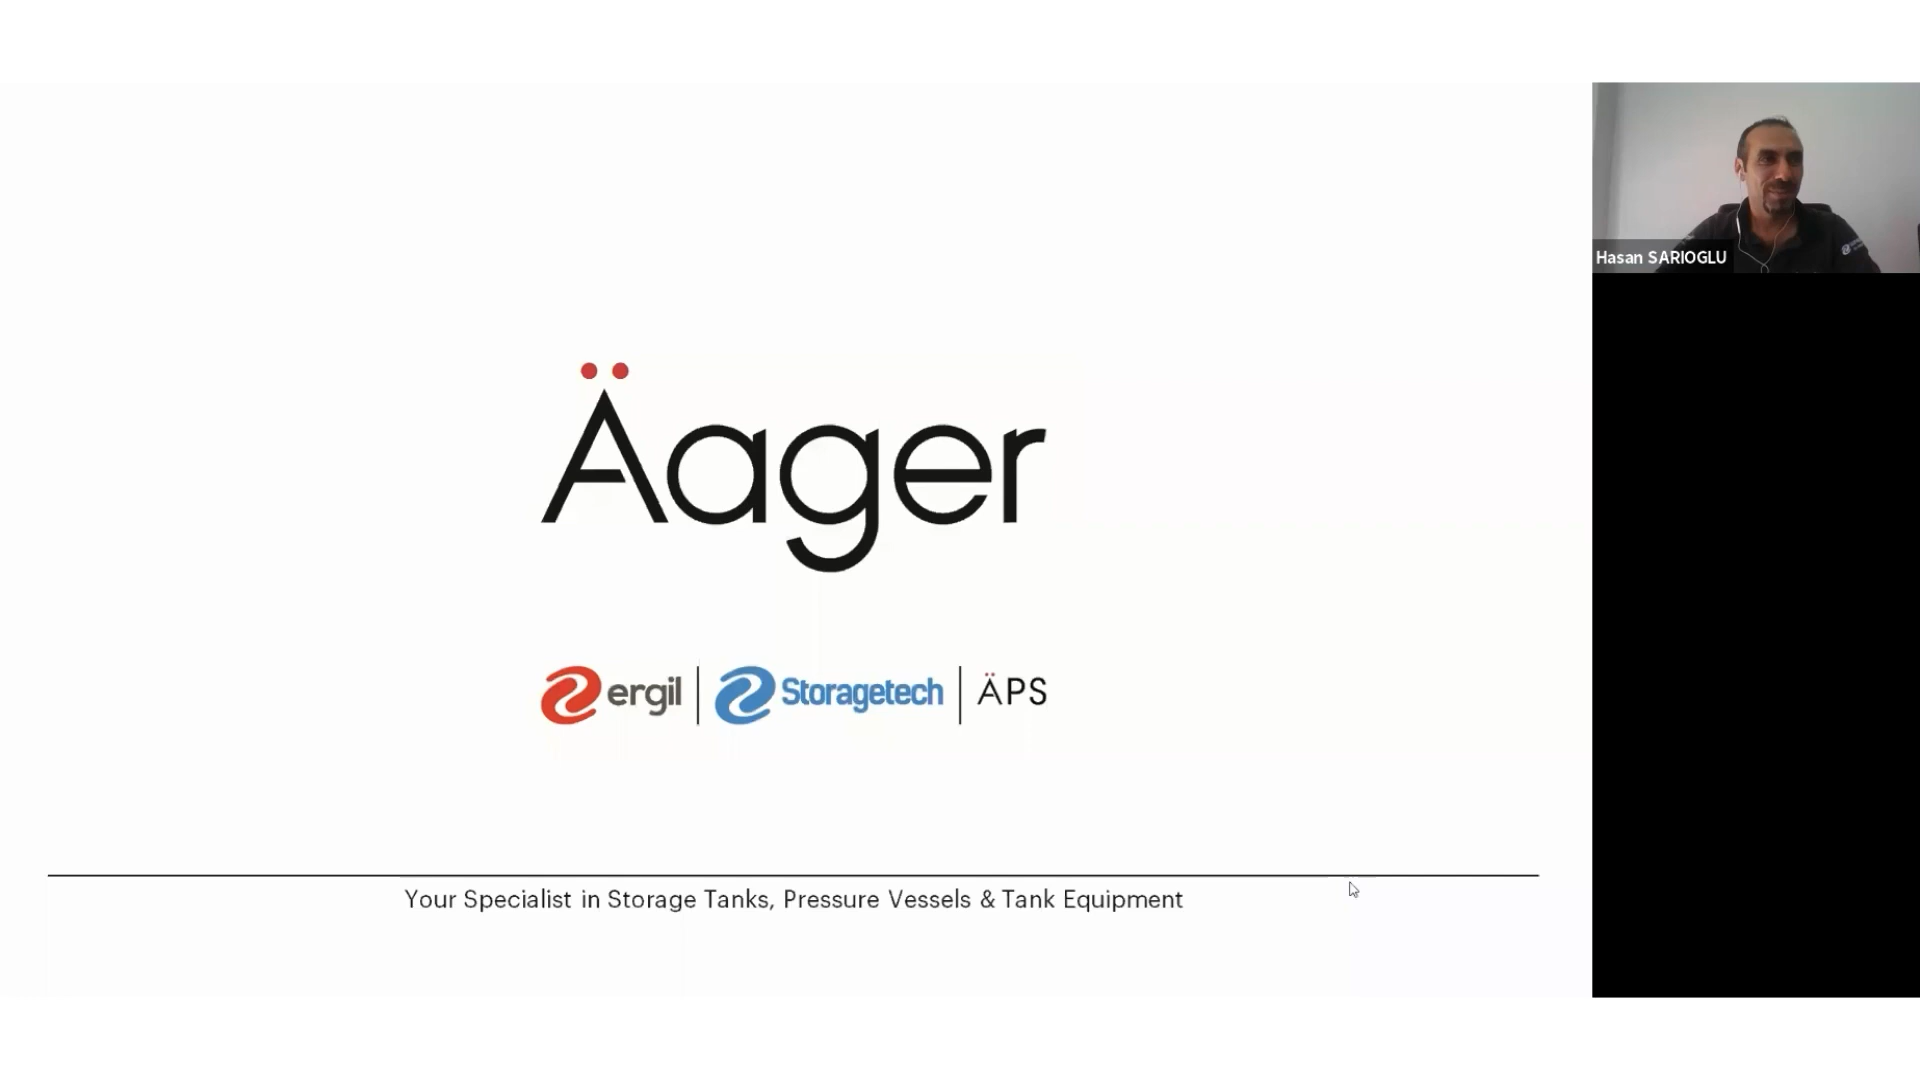 Äager
ergil | Storagetech | ÄPS
Your Specialist in Storage Tanks, Pressure Vessels & Tank Equipment
Hasan SARIOGLU